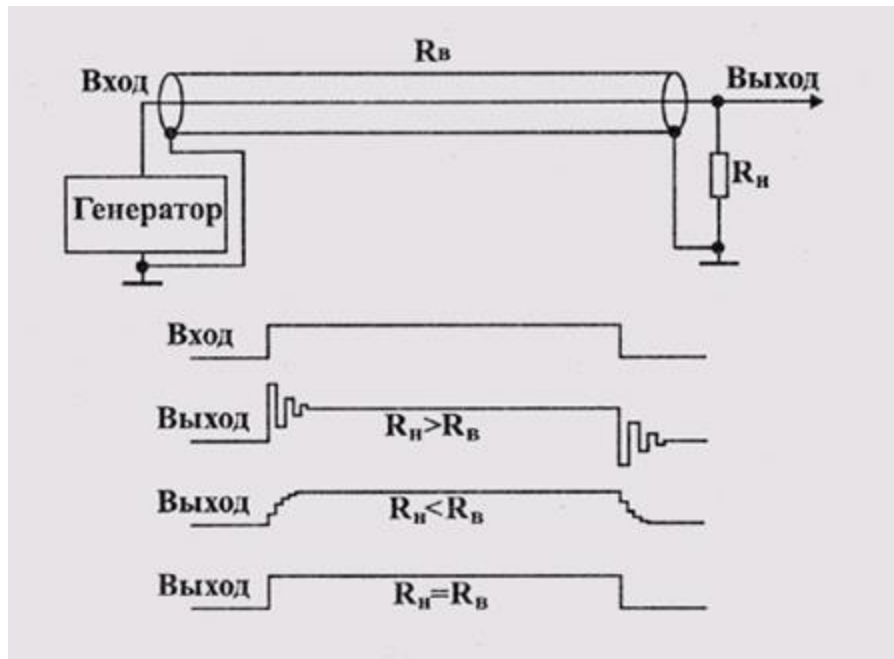 Rв
Вход
Выход
Rн
Генератор
Вход
Выход
Rн>Rв
Выход
Rн<Rв
Выход
Rн=Rв